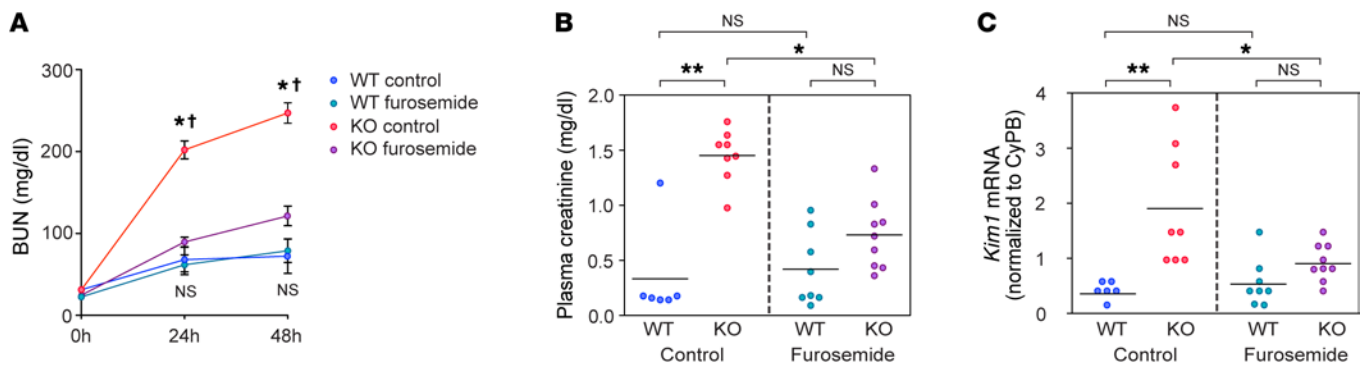 A
BUN (mg/dl)
300
200
100
0
0h
24h
48h
*†
*†
NS
NS
WT control
WT furosemide
KO control
KO furosemide
B
NS
*
**
NS
Plasma creatinine (mg/dl)
2.0
1.5
1.0
0.5
0.0
WT
KO
WT
KO
Control
Furosemide
C
NS
*
**
NS
Kim1 mRNA
(normalized to CyPB)
4
3
2
1
0
WT
KO
WT
KO
Control
Furosemide